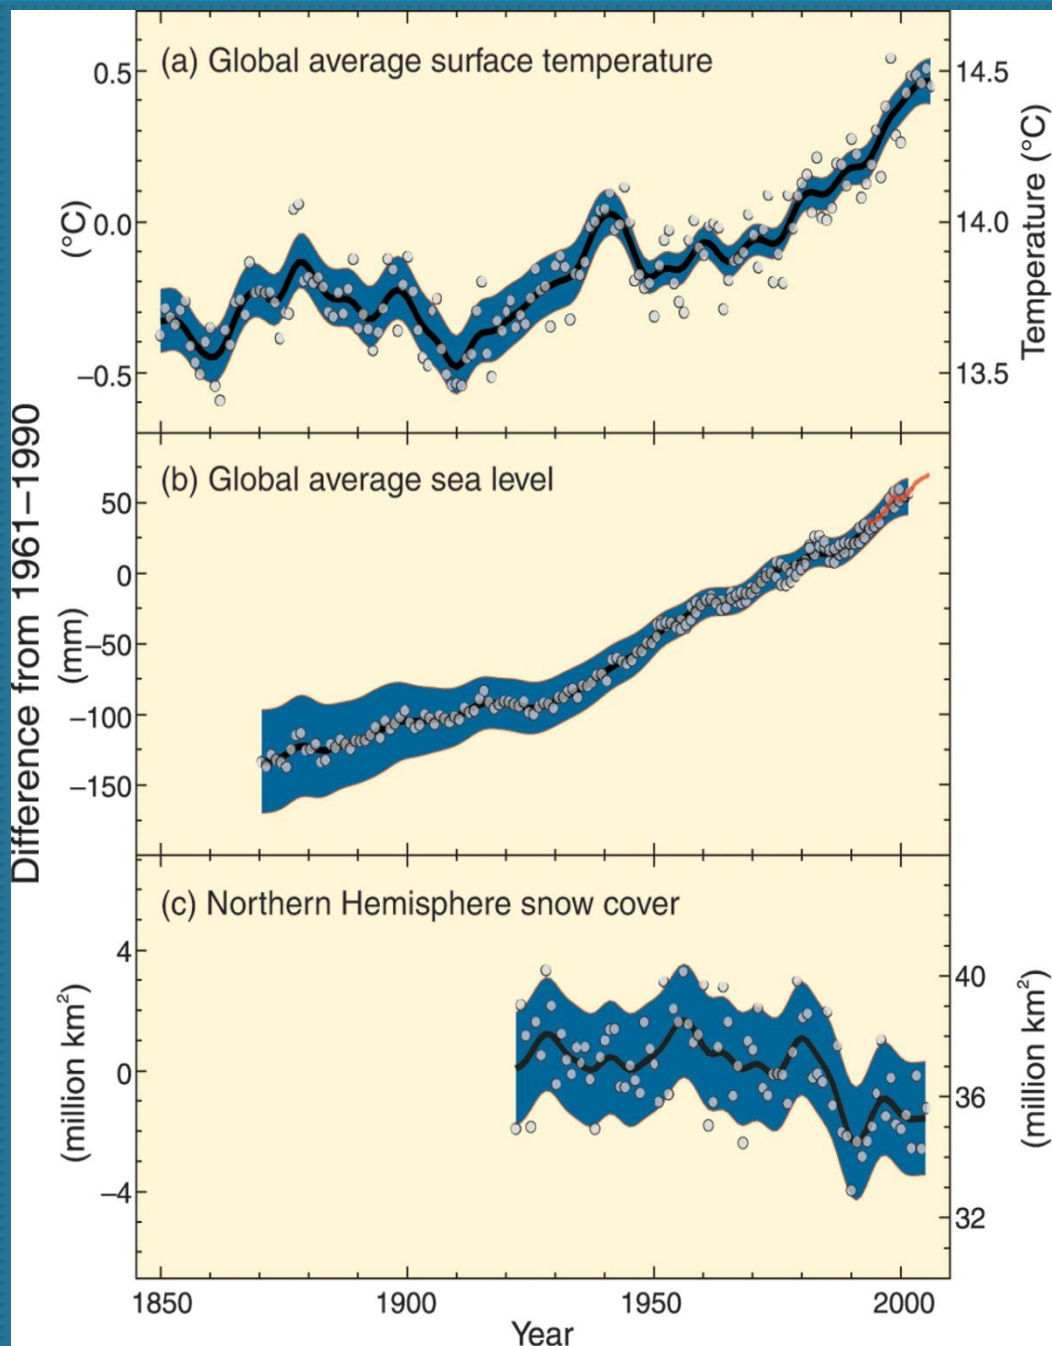 Difference from 1961–1990
(a) Global average surface temperature
(°C)
0.5
0.0
–0.5
14.5
14.0
13.5
Temperature (°C)
(b) Global average sea level
(mm)
50
0
–50
–100
–150
(c) Northern Hemisphere snow cover
(million km²)
4
0
–4
40
36
32
(million km²)
1850
1900
1950
2000
Year